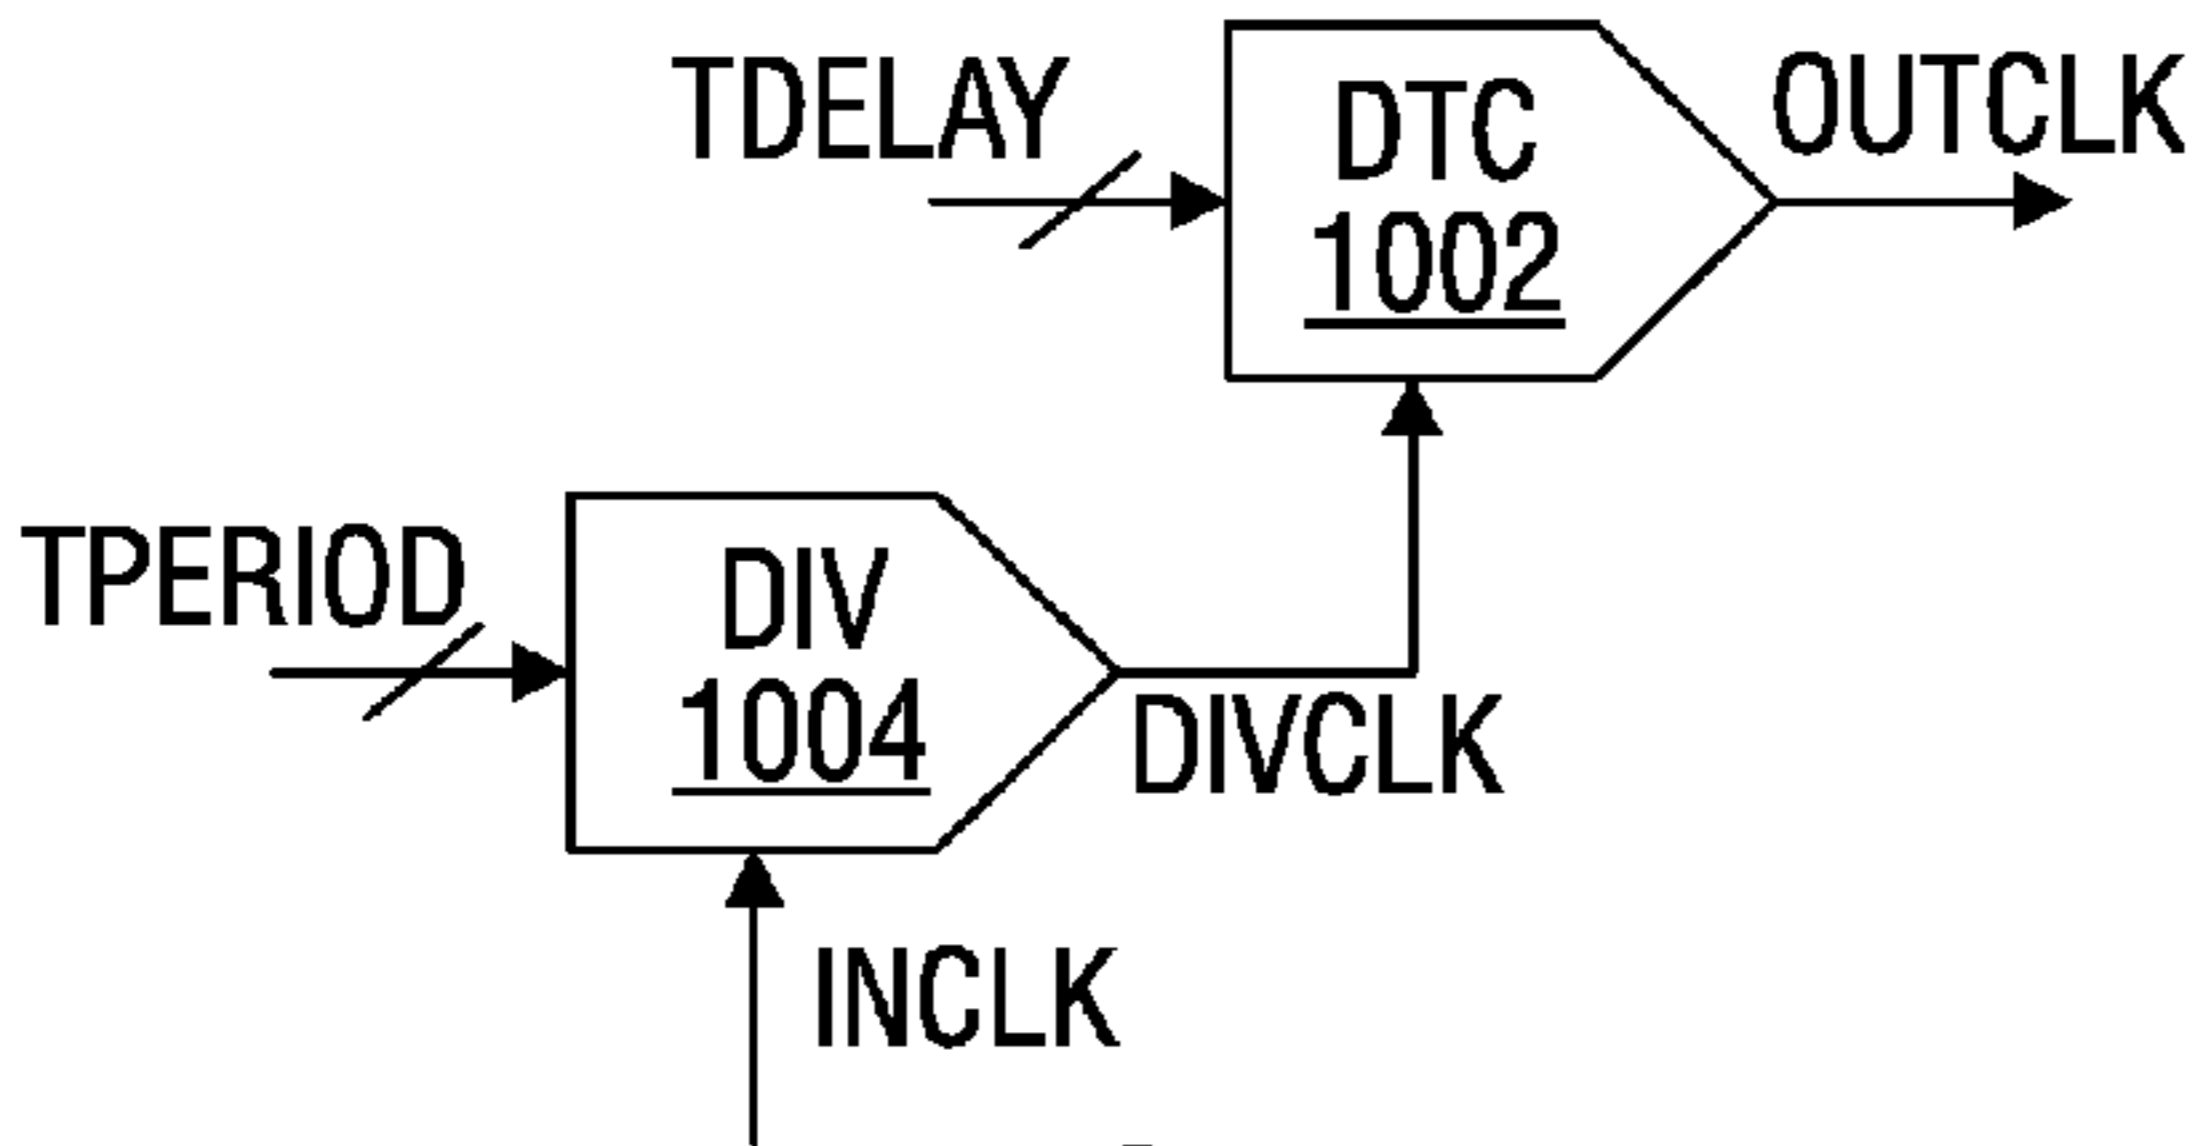 TDELAY
DTC
1002
OUTCLK
TPERIOD
DIV
1004
DIVCLK
INCLK